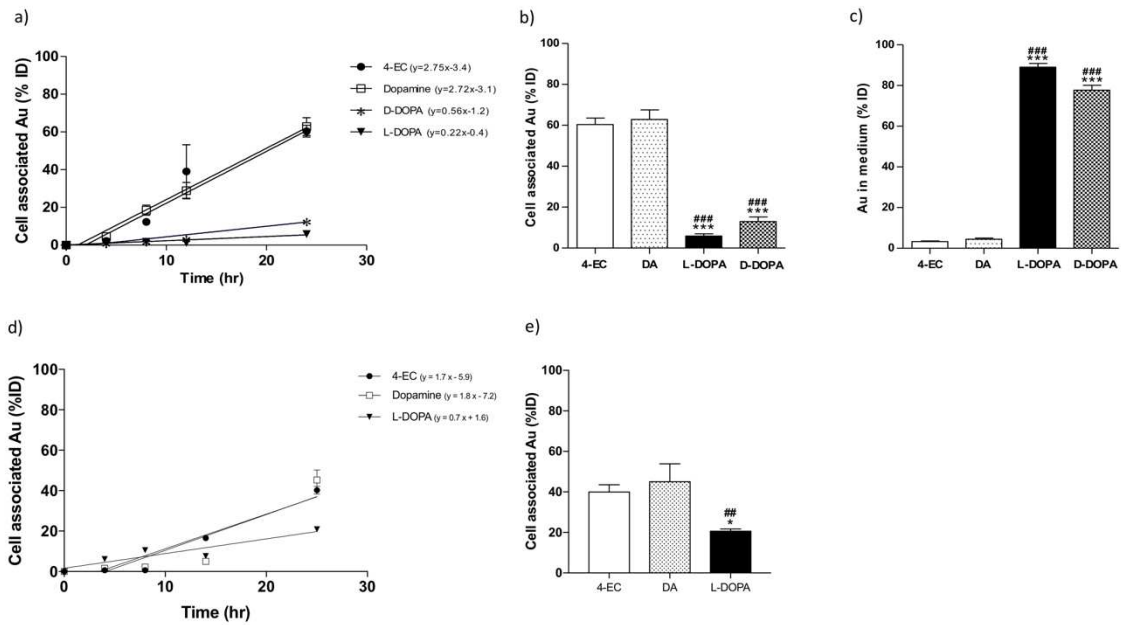 a)
100
80
60
40
20
0
Cell associated Au (% ID)
0 10 20 30
Time (hr)
4-EC (y=2.75x-3.4)
Dopamine (y=2.72x-3.1)
D-DOPA (y=0.56x-1.2)
L-DOPA (y=0.22x-0.4)
b)
100
80
60
40
20
0
Cell associated Au (% ID)
###
***
###
***
4-EC DA L-DOPA D-DOPA
c)
100
80
60
40
20
0
Au in medium (% ID)
###
***
###
***
4-EC DA L-DOPA D-DOPA
d)
100
80
60
40
20
0
Cell associated Au (%ID)
0 10 20 30
Time (hr)
4-EC (y = 1.7 x - 5.9)
Dopamine (y = 1.8 x - 7.2)
L-DOPA (y = 0.7 x + 1.6)
e)
100
80
60
40
20
0
Cell associated Au (%ID)
##
*
4-EC DA L-DOPA